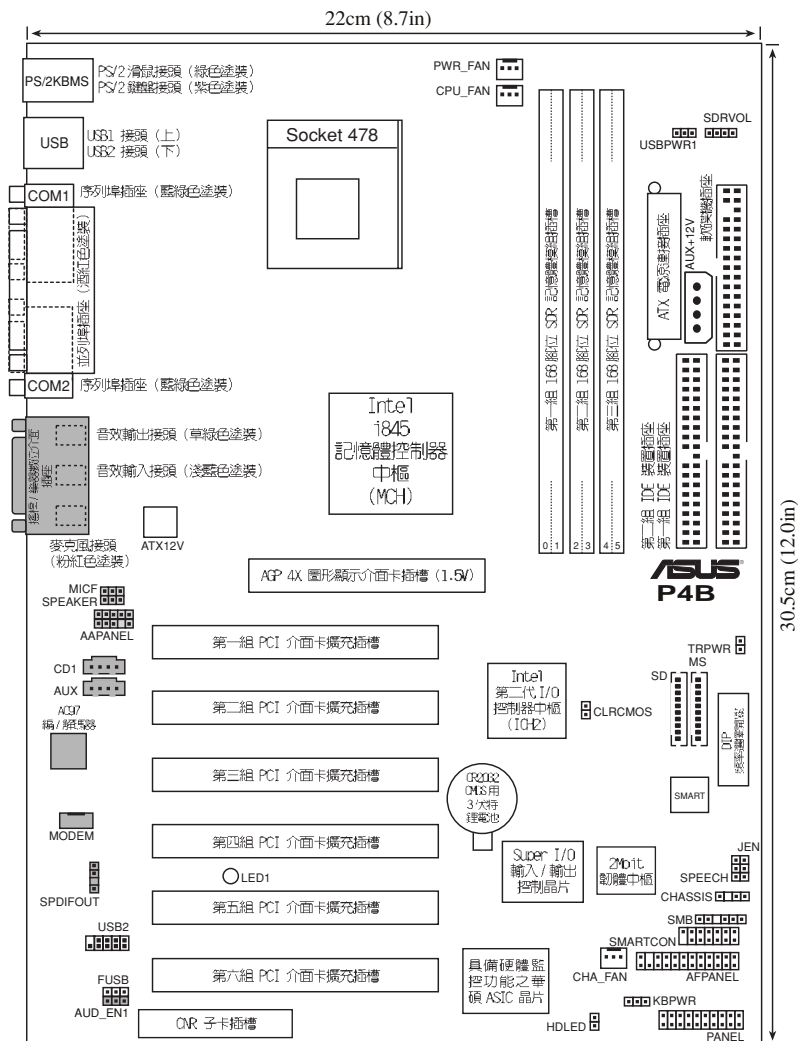 22cm (8.7in)
PS/2KBMS
PS/2 滑鼠接頭 (綠色塗裝)
PS/2 鍵盤接頭 (紫色塗裝)
USB
USB1 接頭 (上)
USB2 接頭 (下)
COM1
序列埠插座 (藍綠色塗裝)
並列埠插座 (酒紅色塗裝)
COM2
序列埠插座 (藍綠色塗裝)
音效輸出接頭 (草綠色塗裝)
音效輸入接頭 (淺藍色塗裝)
搖桿/樂器數位介面
插座
麥克風接頭
(粉紅色塗裝)
ATX12V
Socket 478
PWR_FAN
CPU_FAN
第一組 168 腳位 SDR 記憶體模組插槽
第二組 168 腳位 SDR 記憶體模組插槽
第三組 168 腳位 SDR 記憶體模組插槽
0 1
2 3
4 5
SDRVOL
USBPWR1
ATX 電源連接插座
AUX+12V
軟碟機插座
第二組 IDE 裝置插座
第一組 IDE 裝置插座
30.5cm (12.0in)
Intel
i845
記憶體控制器
中樞
(MCH)
ASUS
P4B
AGP 4X 圖形顯示介面卡插槽 (1.5V)
MICF
SPEAKER
AAPANEL
CD1
AUX
AC97
編/解碼器
MODEM
SPDIFOUT
USB2
FUSB
AUD_EN1
第一組 PCI 介面卡擴充插槽
第二組 PCI 介面卡擴充插槽
第三組 PCI 介面卡擴充插槽
第四組 PCI 介面卡擴充插槽
LED1
第五組 PCI 介面卡擴充插槽
第六組 PCI 介面卡擴充插槽
CNR 子卡插槽
Intel
第二代 I/O
控制器中樞
(ICH2)
CLRCMOS
TRPWR
MS
SD
DIP
頻率選擇開關
SMART
CR2032
CMOS 用
3 伏特
鋰電池
Super I/O
輸入/輸出
控制晶片
2Mbit
韌體中樞
JEN
SPEECH
CHASSIS
SMB
SMARTCON
CHA_FAN
AFPANEL
具備硬體監
控功能之華
碩 ASIC 晶片
KBPWR
HDLED
PANEL